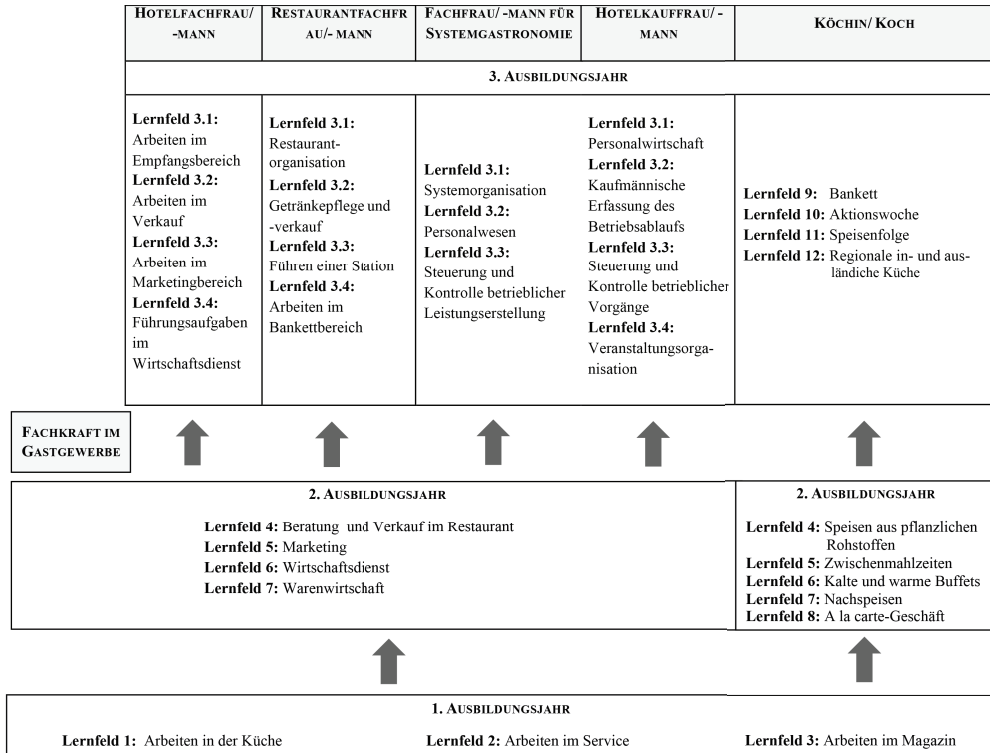 HOTELFACHFRAU/
-MANN
RESTAURANTFACHFR
AU/- MANN
FACHFRAU/-MANN FÜR
SYSTEMGASTRONOMIE
HOTELKAUFFRAU/ -
MANN
KÖCHIN/ KOCH
3. AUSBILDUNGSJAHR
Lernfeld 3.1:
Arbeiten im
Empfangsbereich
Lernfeld 3.2:
Arbeiten im
Verkauf
Lernfeld 3.3:
Arbeiten im
Marketingbereich
Lernfeld 3.4:
Führungsaufgaben
im
Wirtschaftsdienst
Lernfeld 3.1:
Restaurant-
organisation
Lernfeld 3.2:
Getränkepflege und
-verkauf
Lernfeld 3.3:
Führen einer Station
Lernfeld 3.4:
Arbeiten im
Bankettbereich
Lernfeld 3.1:
Systemorganisation
Lernfeld 3.2:
Personalwesen
Lernfeld 3.3:
Steuerung und
Kontrolle betrieblicher
Leistungserstellung
Lernfeld 3.1:
Personalwirtschaft
Lernfeld 3.2:
Kaufmännische
Erfassung des
Betriebsablaufs
Lernfeld 3.3:
Steuerung und
Kontrolle betrieblicher
Vorgänge
Lernfeld 3.4:
Veranstaltungsorga-
nisation
Lernfeld 9: Bankett
Lernfeld 10: Aktionswoche
Lernfeld 11: Speisenfolge
Lernfeld 12: Regionale in- und aus-
ländiche Küche
FACHKRAFT IM
GASTGEWERBE
2. AUSBILDUNGSJAHR
Lernfeld 4: Beratung und Verkauf im Restaurant
Lernfeld 5: Marketing
Lernfeld 6: Wirtschaftsdienst
Lernfeld 7: Warenwirtschaft
2. AUSBILDUNGSJAHR
Lernfeld 4: Speisen aus pflanzlichen
Rohstoffen
Lernfeld 5: Zwischenmahlzeiten
Lernfeld 6: Kalte und warme Buffets
Lernfeld 7: Nachspeisen
Lernfeld 8: A la carte-Geschäft
1. AUSBILDUNGSJAHR
Lernfeld 1: Arbeiten in der Küche Lernfeld 2: Arbeiten im Service Lernfeld 3: Arbeiten im Magazin